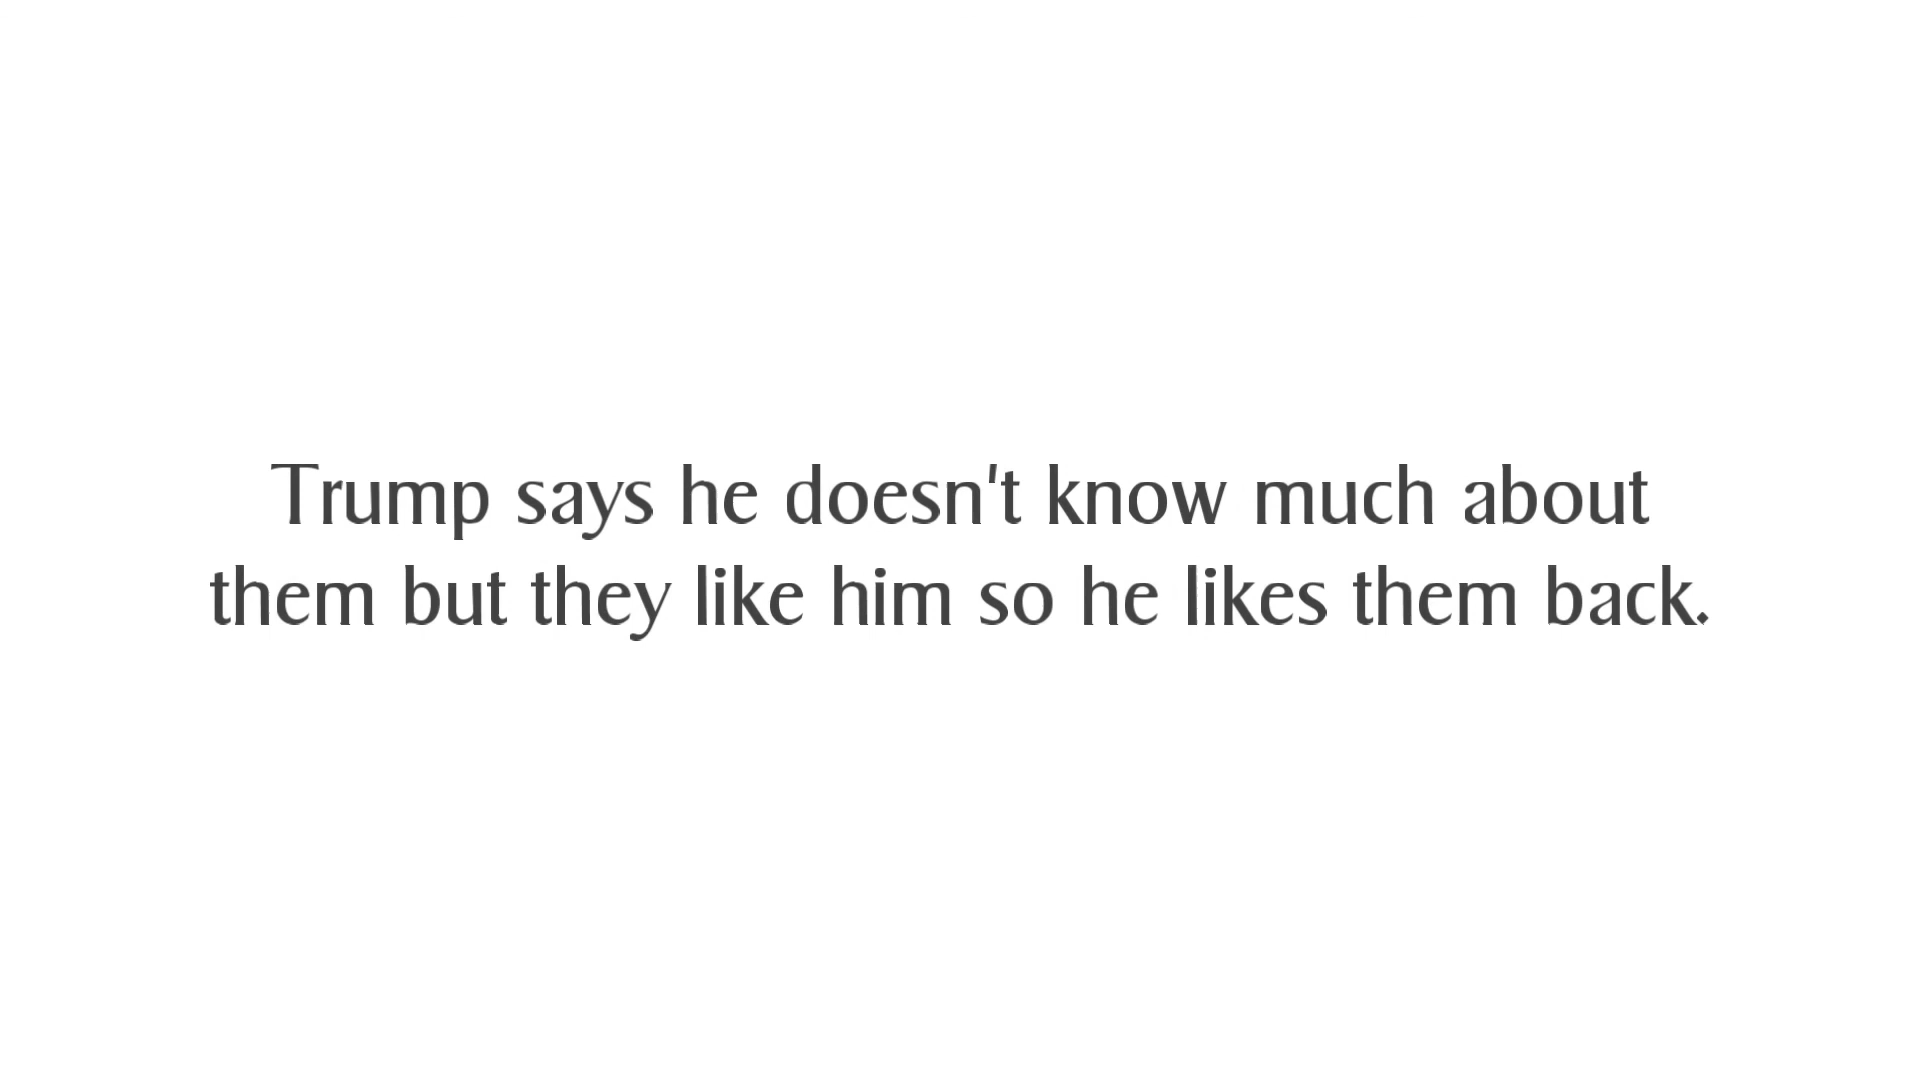 Trump says he doesn't know much about
them but they like him so he likes them back.